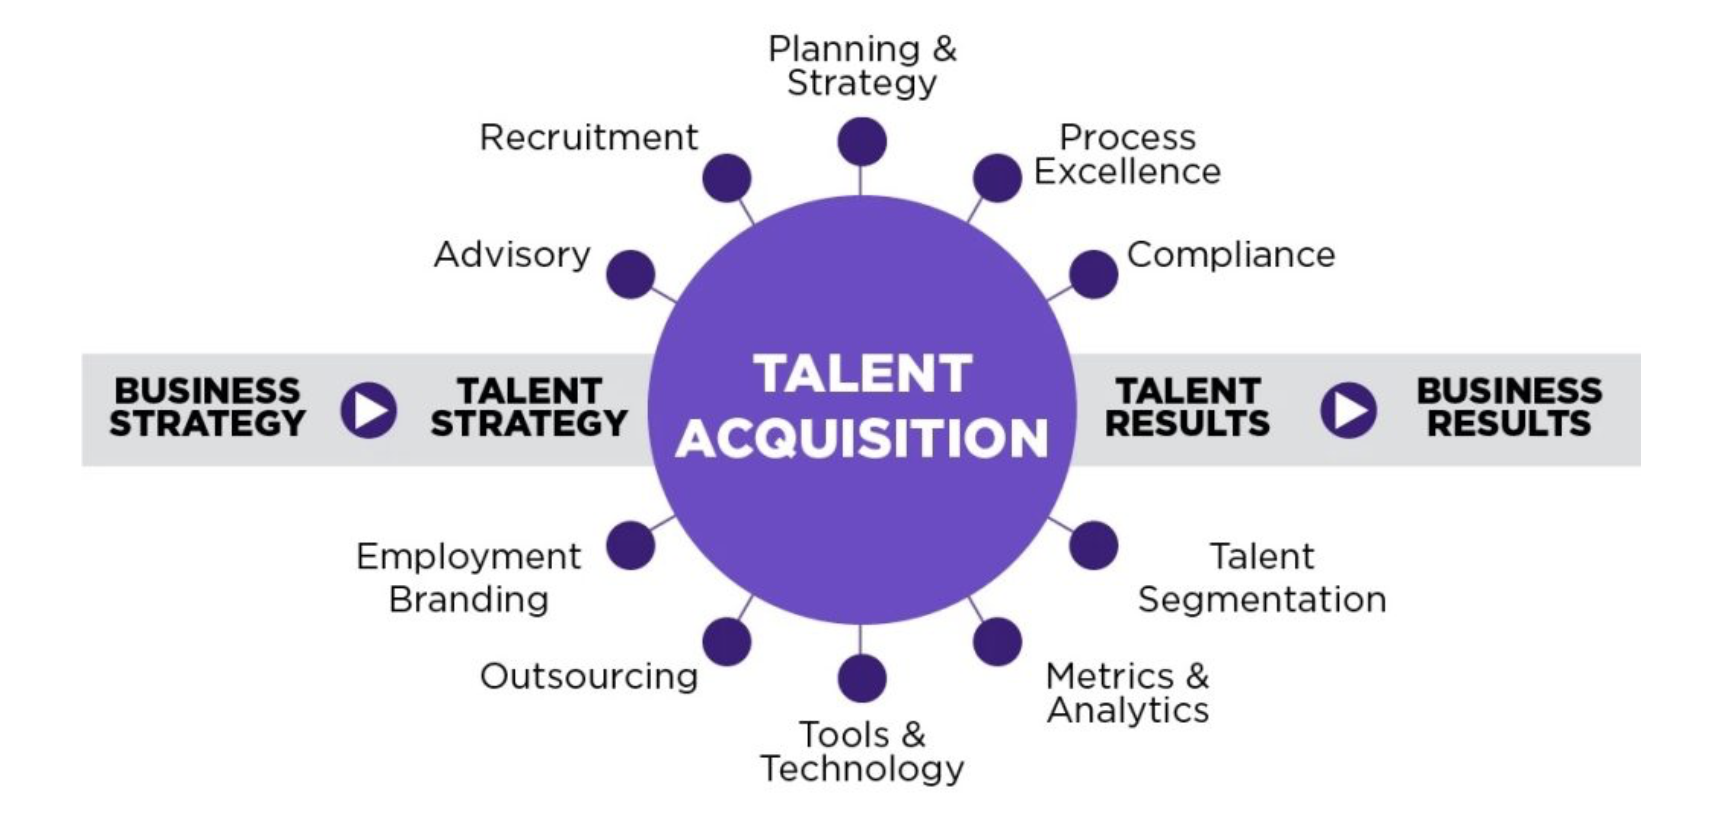 Planning &
Strategy
Recruitment
Process
Excellence
Advisory
Compliance
BUSINESS
STRATEGY
TALENT
STRATEGY
TALENT
ACQUISITION
TALENT
RESULTS
BUSINESS
RESULTS
Employment
Branding
Talent
Segmentation
Outsourcing
Metrics &
Analytics
Tools &
Technology